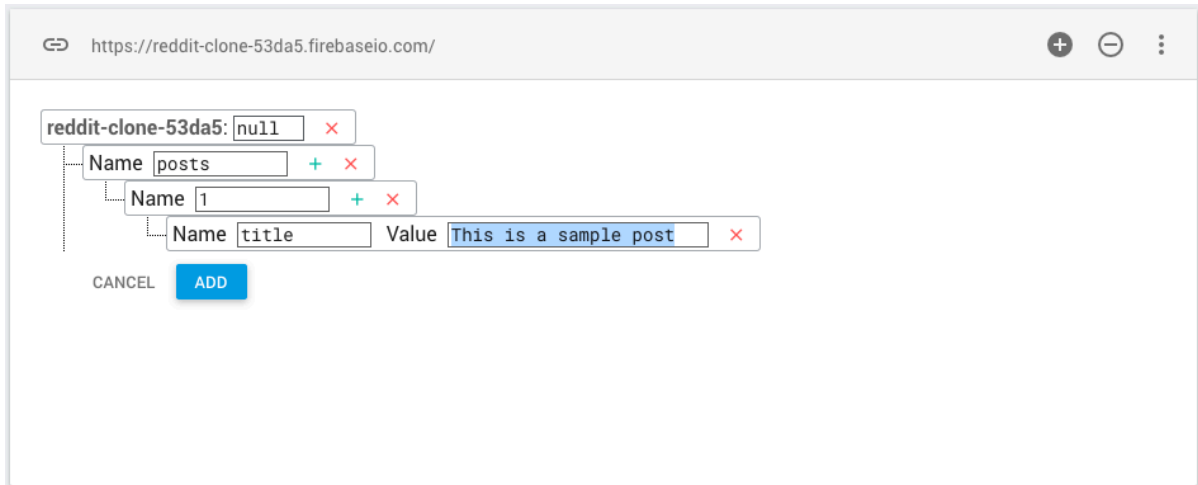 https://reddit-clone-53da5.firebaseio.com/
reddit-clone-53da5: null
Name posts
Name 1
Name title Value This is a sample post
CANCEL ADD